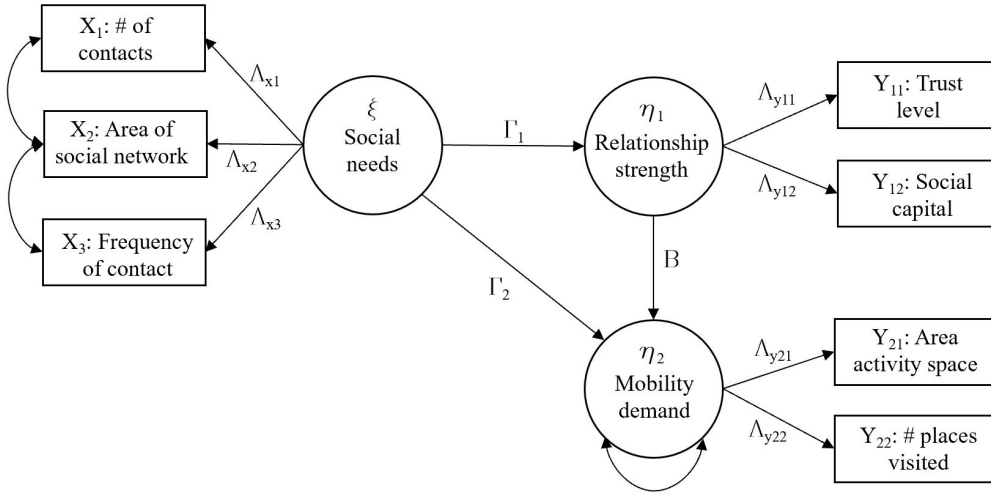 X₁: # of
contacts
X₂: Area of
social network
X₃: Frequency
of contact
Λx1
Λx2
Λx3
ξ
Social
needs
Γ₁
Γ₂
η₁
Relationship
strength
B
η₂
Mobility
demand
Λy11
Λy12
Y₁₁: Trust
level
Y₁₂: Social
capital
Λy21
Λy22
Y₂₁: Area
activity space
Y₂₂: # places
visited